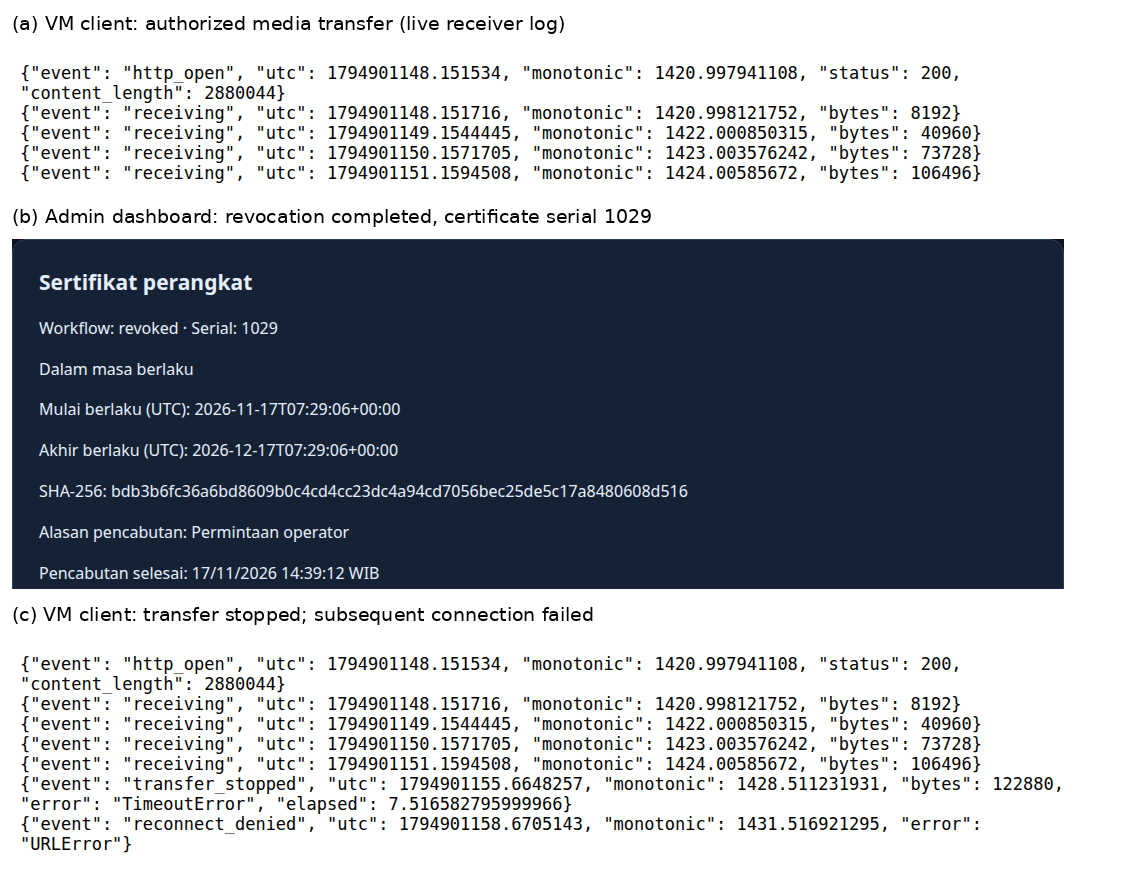 (a) VM client: authorized media transfer (live receiver log)
{"event": "http_open", "utc": 1794901148.151534, "monotonic": 1420.997941108, "status": 200,
"content_length": 2880044}
{"event": "receiving", "utc": 1794901148.151716, "monotonic": 1420.998121752, "bytes": 8192}
{"event": "receiving", "utc": 1794901149.1544445, "monotonic": 1422.000850315, "bytes": 40960}
{"event": "receiving", "utc": 1794901150.1571705, "monotonic": 1423.003576242, "bytes": 73728}
{"event": "receiving", "utc": 1794901151.1594508, "monotonic": 1424.00585672, "bytes": 106496}
(b) Admin dashboard: revocation completed, certificate serial 1029
Sertifikat perangkat
Workflow: revoked · Serial: 1029
Dalam masa berlaku
Mulai berlaku (UTC): 2026-11-17T07:29:06+00:00
Akhir berlaku (UTC): 2026-12-17T07:29:06+00:00
SHA-256: bdb3b6fc36a6bd8609b0c4cd4cc23dc4a94cd7056bec25de5c17a8480608d516
Alasan pencabutan: Permintaan operator
Pencabutan selesai: 17/11/2026 14:39:12 WIB
(c) VM client: transfer stopped; subsequent connection failed
{"event": "http_open", "utc": 1794901148.151534, "monotonic": 1420.997941108, "status": 200,
"content_length": 2880044}
{"event": "receiving", "utc": 1794901148.151716, "monotonic": 1420.998121752, "bytes": 8192}
{"event": "receiving", "utc": 1794901149.1544445, "monotonic": 1422.000850315, "bytes": 40960}
{"event": "receiving", "utc": 1794901150.1571705, "monotonic": 1423.003576242, "bytes": 73728}
{"event": "receiving", "utc": 1794901151.1594508, "monotonic": 1424.00585672, "bytes": 106496}
{"event": "transfer_stopped", "utc": 1794901155.6648257, "monotonic": 1428.511231931, "bytes": 122880,
"error": "TimeoutError", "elapsed": 7.516582795999966}
{"event": "reconnect_denied", "utc": 1794901158.6705143, "monotonic": 1431.516921295, "error":
"URLError"}